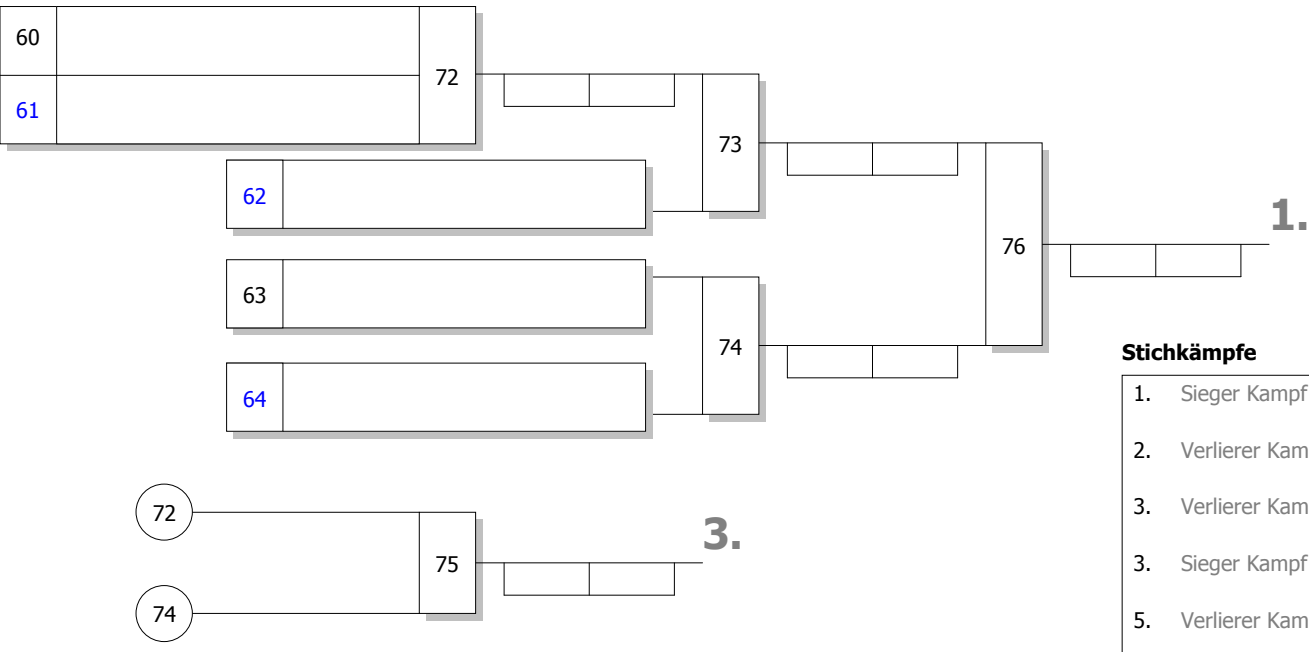 60
72
61
73
62
1.
76
63
74
64
Stichkämpfe
1. Sieger Kampf
2. Verlierer Kam
3. Verlierer Kam
3. Sieger Kampf
5. Verlierer Kam
72
3.
75
74